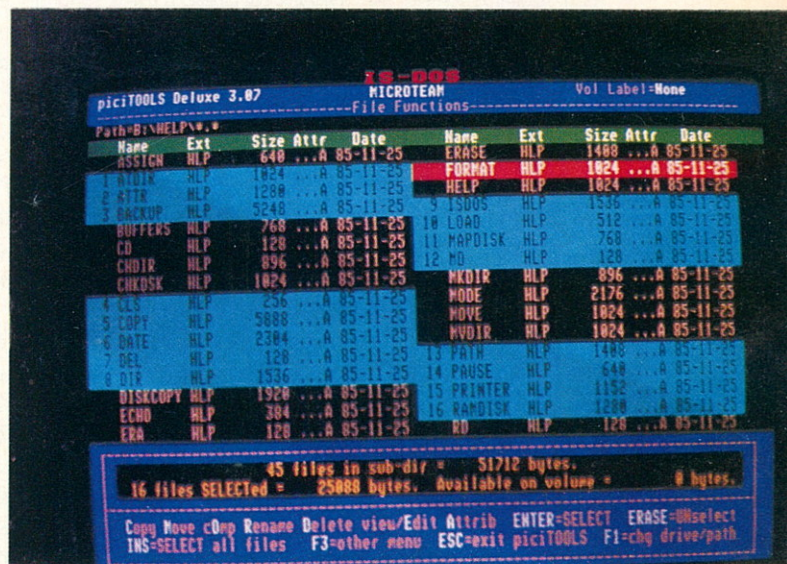 IS-DOS
piciTOOLS Deluxe 3.07 MICROTEAM Vol Label=None
File Functions
Path=B:\HELP\*.*
Name Ext Size Attr Date Name Ext Size Attr Date
ASSIGN HLP 640 ...A 85-11-25 ERASE HLP 1408 ...A 85-11-25
1 ATDIR HLP 1024 ...A 85-11-25 FORMAT HLP 1024 ...A 85-11-25
2 ATTR HLP 1280 ...A 85-11-25 HELP HLP 1024 ...A 85-11-25
3 BACKUP HLP 5248 ...A 85-11-25 9 ISDOS HLP 1536 ...A 85-11-25
BUFFERS HLP 768 ...A 85-11-25 10 LOAD HLP 512 ...A 85-11-25
CD HLP 128 ...A 85-11-25 11 MAPDISK HLP 768 ...A 85-11-25
CHDIR HLP 896 ...A 85-11-25 12 MD HLP 128 ...A 85-11-25
CHKDSK HLP 1024 ...A 85-11-25 MKDIR HLP 896 ...A 85-11-25
4 CLS HLP 256 ...A 85-11-25 MODE HLP 2176 ...A 85-11-25
5 COPY HLP 5888 ...A 85-11-25 MOVE HLP 1024 ...A 85-11-25
6 DATE HLP 2304 ...A 85-11-25 MVDIR HLP 1024 ...A 85-11-25
7 DEL HLP 128 ...A 85-11-25 13 PATH HLP 1408 ...A 85-11-25
8 DIR HLP 1536 ...A 85-11-25 14 PAUSE HLP 640 ...A 85-11-25
DISKCOPY HLP 1920 ...A 85-11-25 15 PRINTER HLP 1152 ...A 85-11-25
ECHO HLP 384 ...A 85-11-25 16 RAMDISK HLP 1280 ...A 85-11-25
ERA HLP 128 ...A 85-11-25 RD HLP 128 ...A 85-11-25
45 files in sub-dir = 51712 bytes.
16 files SELECTed = 25088 bytes. Available on volume = 0 bytes.
Copy Move cOmp Rename Delete view/Edit Attrib ENTER=SELECT ERASE=UNselect
INS=SELECT all files F3=other menu ESC=exit piciTOOLS F1=chg drive/path